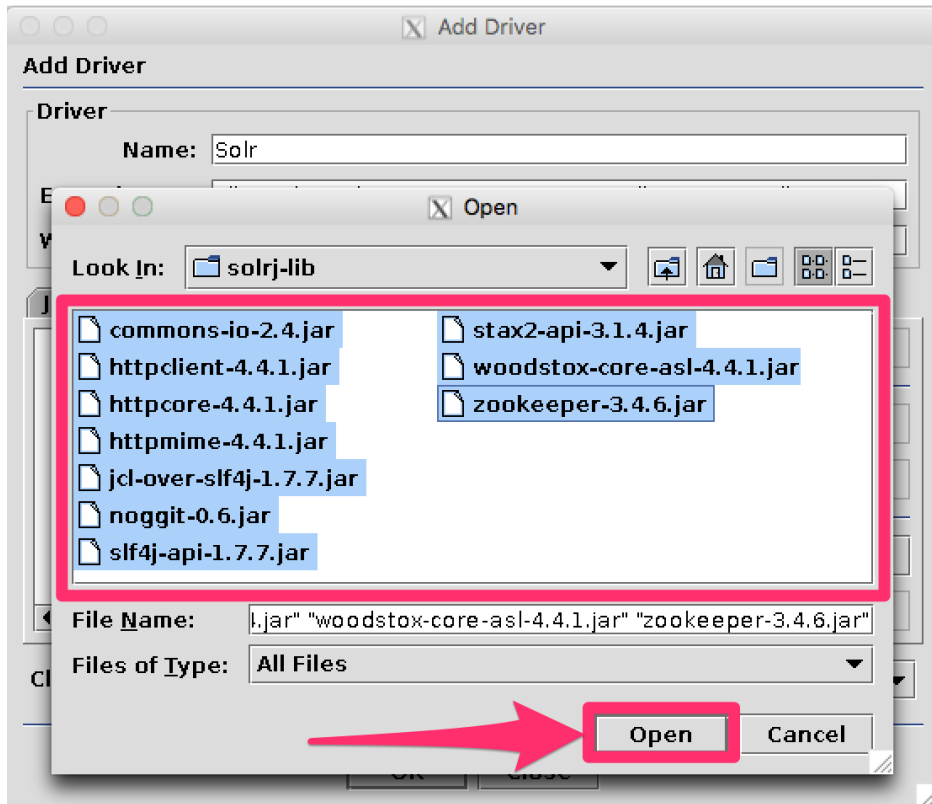 Add Driver
Add Driver
Driver
Name: Solr
Open
Look In: solrj-lib
commons-io-2.4.jar
httpclient-4.4.1.jar
httpcore-4.4.1.jar
httpmime-4.4.1.jar
jcl-over-slf4j-1.7.7.jar
noggit-0.6.jar
slf4j-api-1.7.7.jar
stax2-api-3.1.4.jar
woodstox-core-asl-4.4.1.jar
zookeeper-3.4.6.jar
File Name: .jar" "woodstox-core-asl-4.4.1.jar" "zookeeper-3.4.6.jar"
Files of Type: All Files
Open Cancel
OK Close